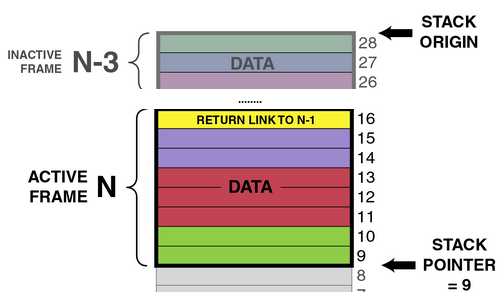 STACK
ORIGIN
INACTIVE
FRAME N-3
28
DATA 27
26
........
RETURN LINK TO N-1 16
15
14
ACTIVE
FRAME N
13
DATA
12
11
10
9
STACK
POINTER
= 9
8
7